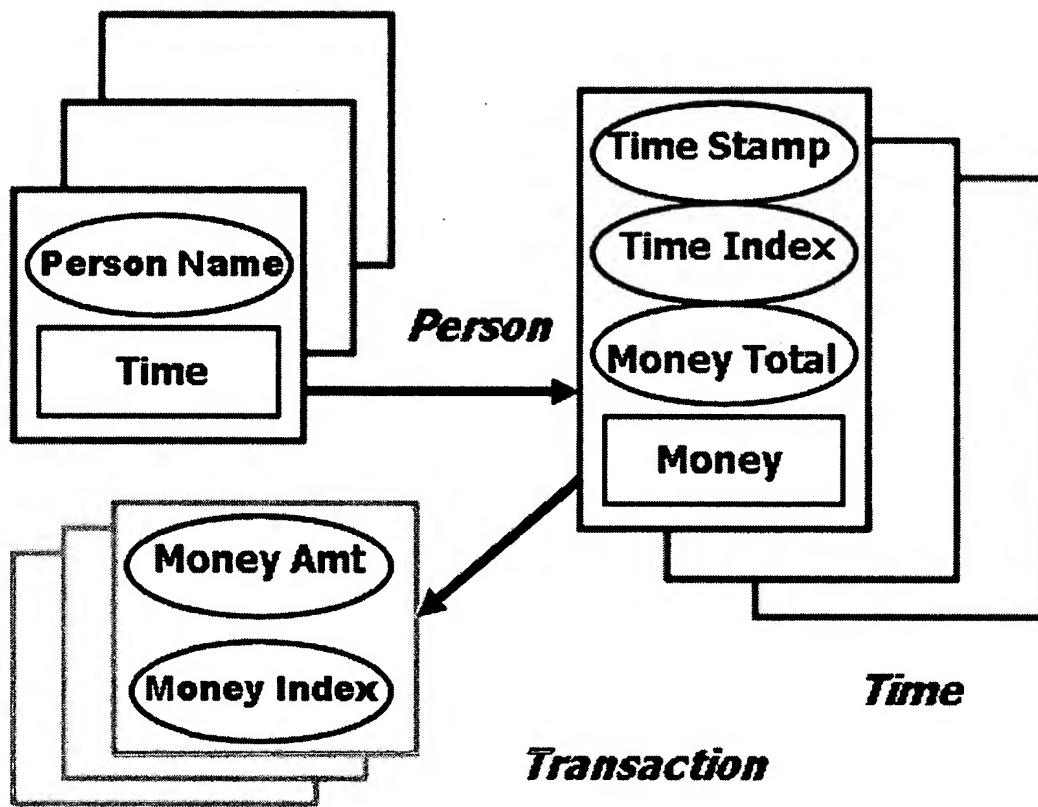 Person Name
Time
Person
Time Stamp
Time Index
Money Total
Money
Money Amt
Money Index
Time
Transaction